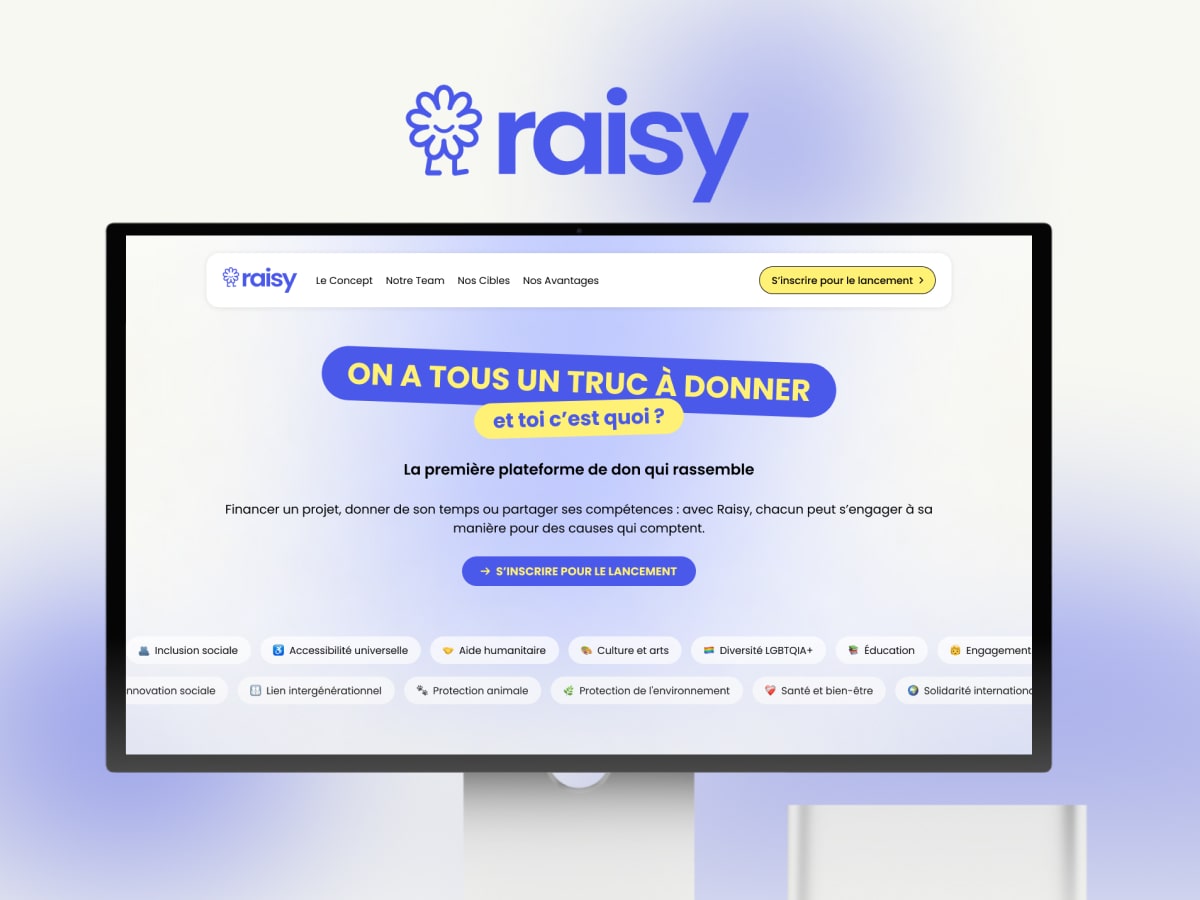 raisy
raisy
Le Concept
Notre Team
Nos Cibles
Nos Avantages
S'inscrire pour le lancement
ON A TOUS UN TRUC À DONNER
et toi c'est quoi ?
La première plateforme de don qui rassemble
Financer un projet, donner de son temps ou partager ses compétences : avec Raisy, chacun peut s'engager à sa
manière pour des causes qui comptent.
→ S'INSCRIRE POUR LE LANCEMENT
Inclusion sociale
Accessibilité universelle
Aide humanitaire
Culture et arts
Diversité LGBTQIA+
Éducation
Engagement
nnovation sociale
Lien intergénérationnel
Protection animale
Protection de l'environnement
Santé et bien-être
Solidarité internation